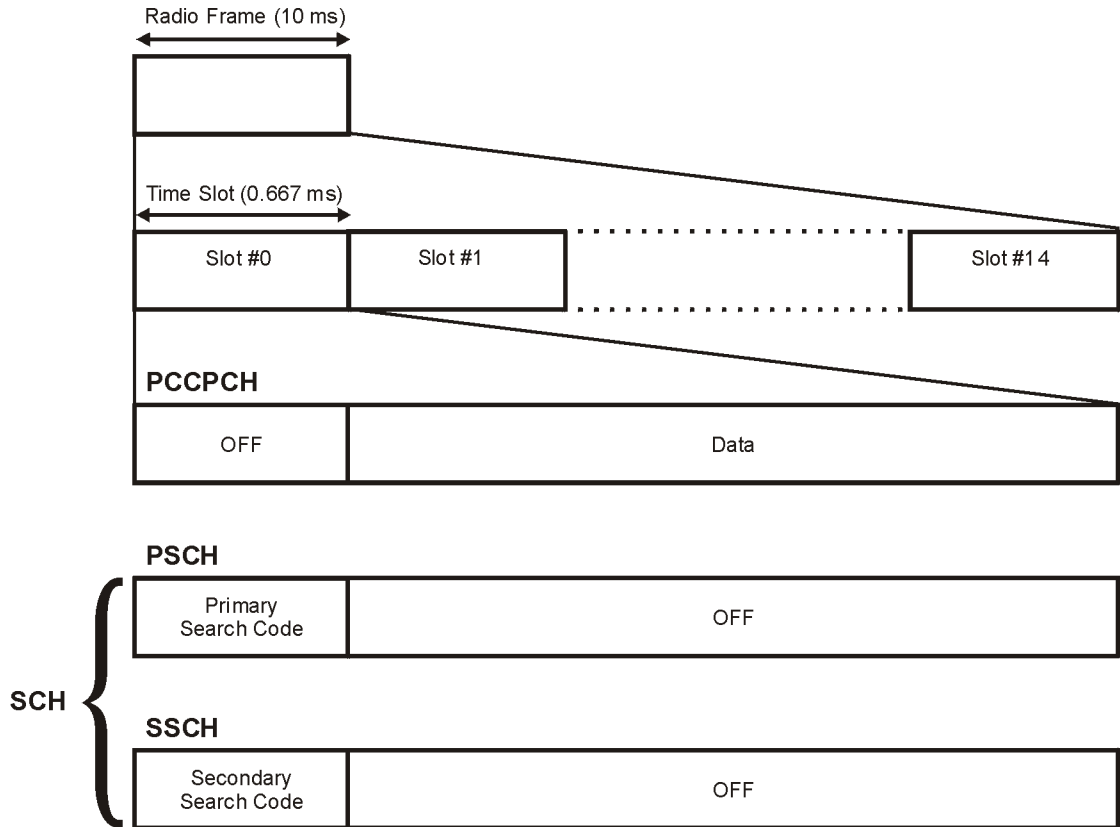 Radio Frame (10 ms)
Time Slot (0.667 ms)
Slot #0
Slot #1
Slot #14
PCCPCH
OFF
Data
PSCH
Primary
Search Code
OFF
SCH
SSCH
Secondary
Search Code
OFF